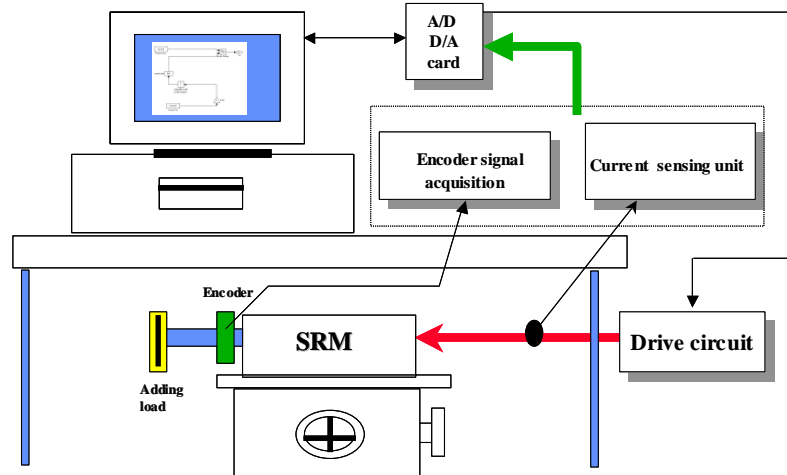 A/D
D/A
card
Encoder signal
acquisition
Current sensing unit
Encoder
SRM
Drive circuit
Adding
load